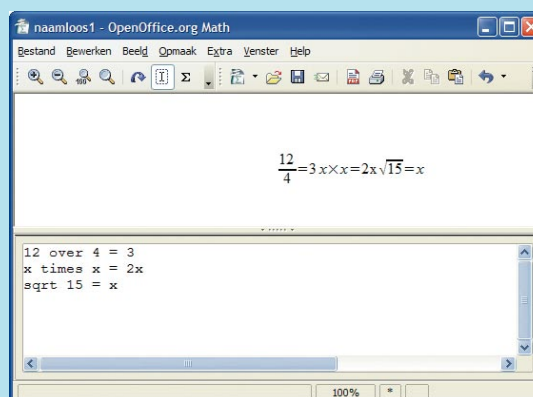 naamloos1 - OpenOffice.org Math
Bestand Bewerken Beeld Opmaak Extra Venster Help
12/4=3x×x=2x√15=x
12 over 4 = 3
x times x = 2x
sqrt 15 = x
100% *